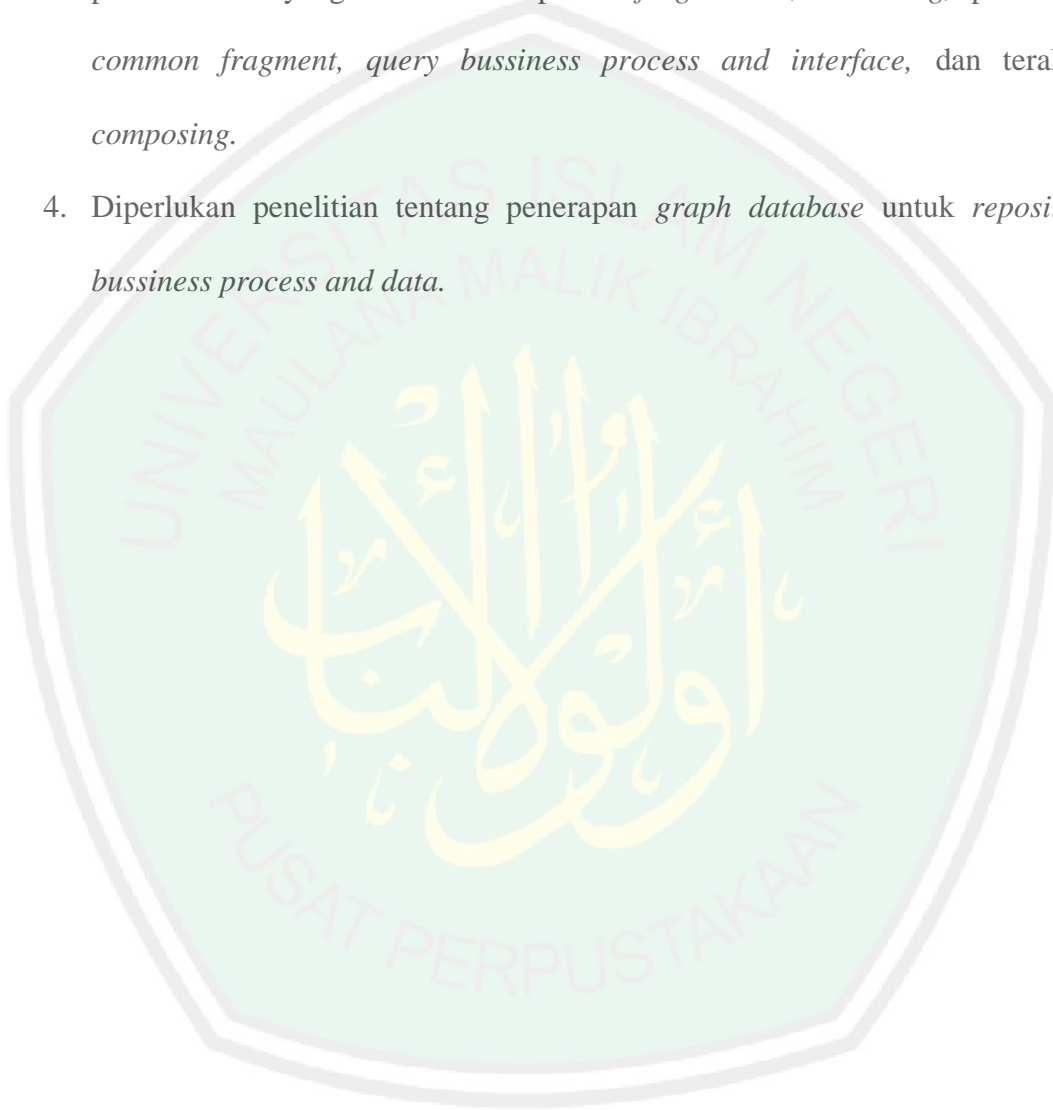 common fragment, query bussiness process and interface, dan
composing.
4. Diperlukan penelitian tentang penerapan graph database untuk
bussiness process and data.
UNIVERSITAS ISLAM NEGERI
MAULANA MALIK IBRAHIM
PUSAT PERPUSTAKAAN